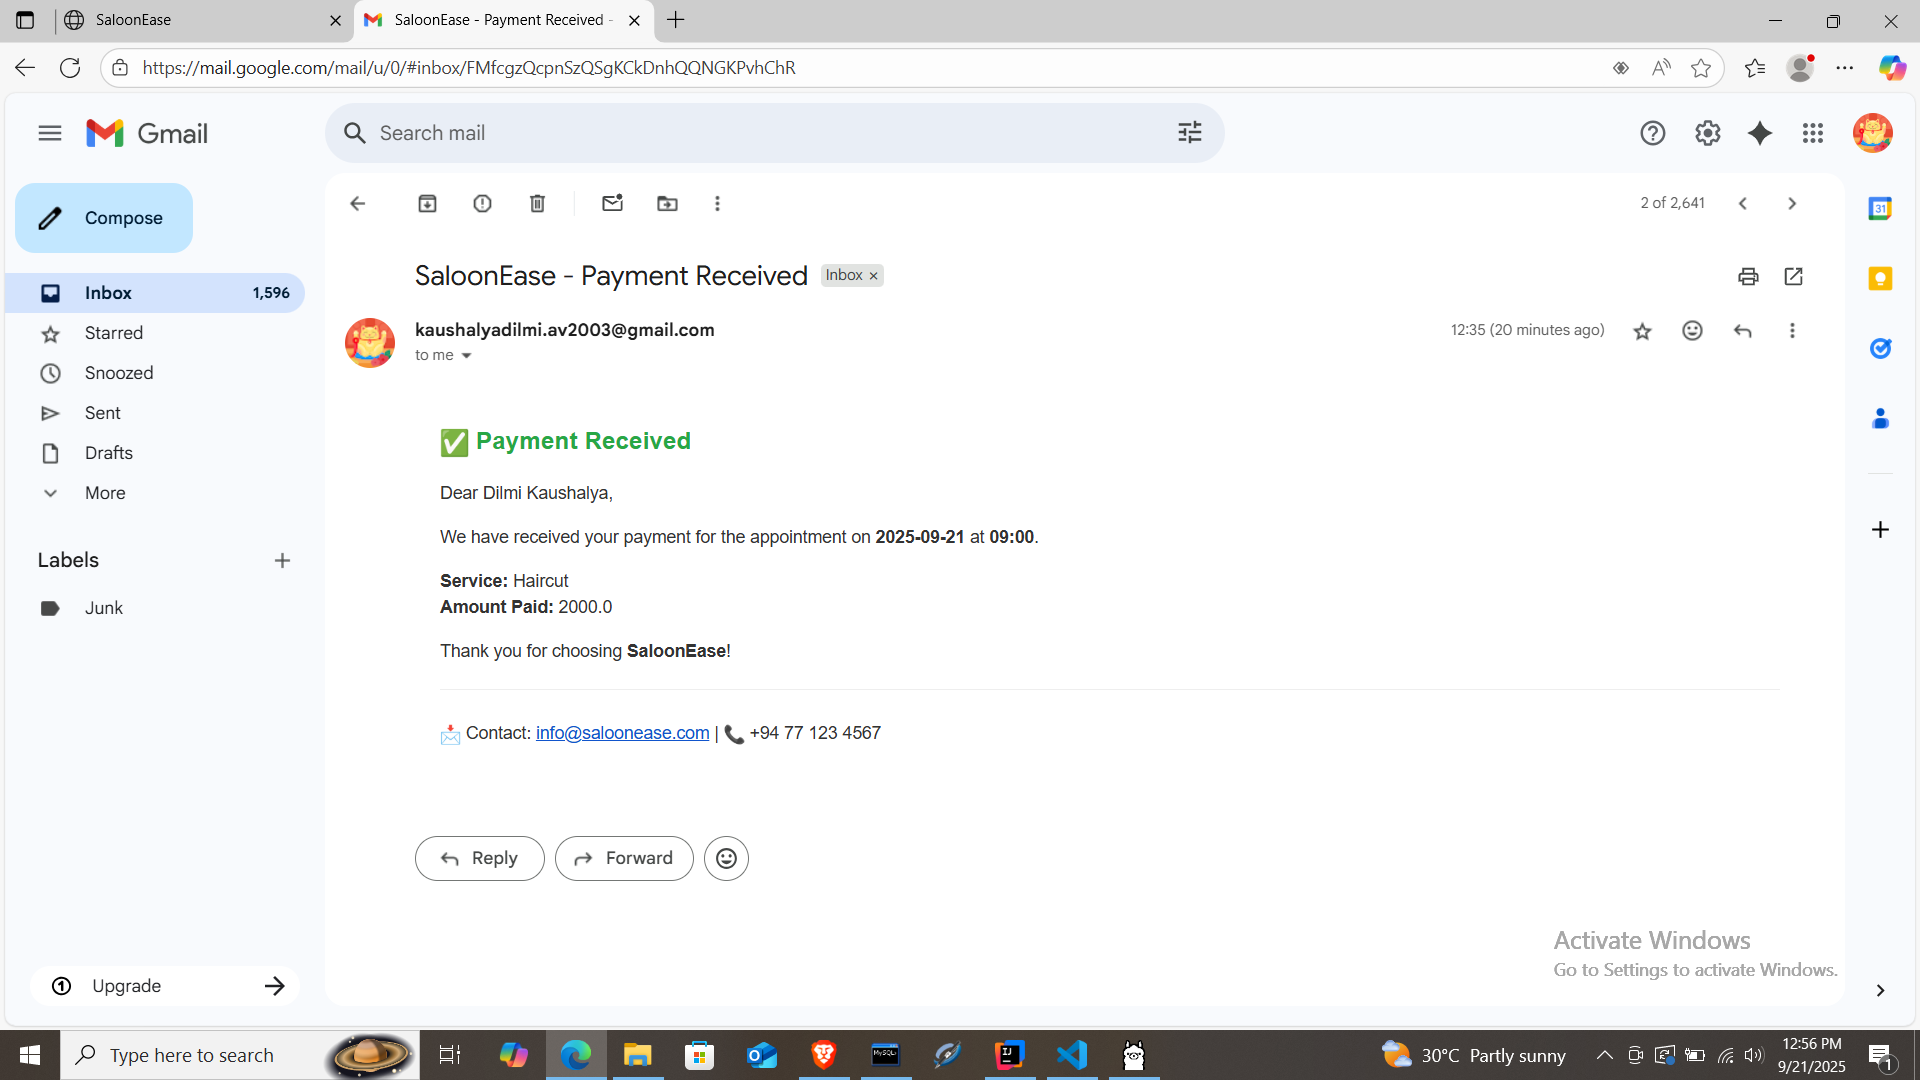 SaloonEase
SaloonEase - Payment Received -
https://mail.google.com/mail/u/0/#inbox/FMfcgzQcpnSzQSgKCkDnhQQNGKPvhChR
Gmail
Search mail
Compose
2 of 2,641
SaloonEase - Payment Received
Inbox ×
Inbox 1,596
Starred
Snoozed
Sent
Drafts
More
Labels
Junk
Upgrade
kaushalyadilmi.av2003@gmail.com
12:35 (20 minutes ago)
to me
✅ Payment Received
Dear Dilmi Kaushalya,
We have received your payment for the appointment on 2025-09-21 at 09:00.
Service: Haircut
Amount Paid: 2000.0
Thank you for choosing SaloonEase!
📩 Contact: info@saloonease.com | 📞 +94 77 123 4567
Reply
Forward
31
Activate Windows
Go to Settings to activate Windows.
Type here to search
MySQL
IJ
30°C Partly sunny
12:56 PM
9/21/2025
1